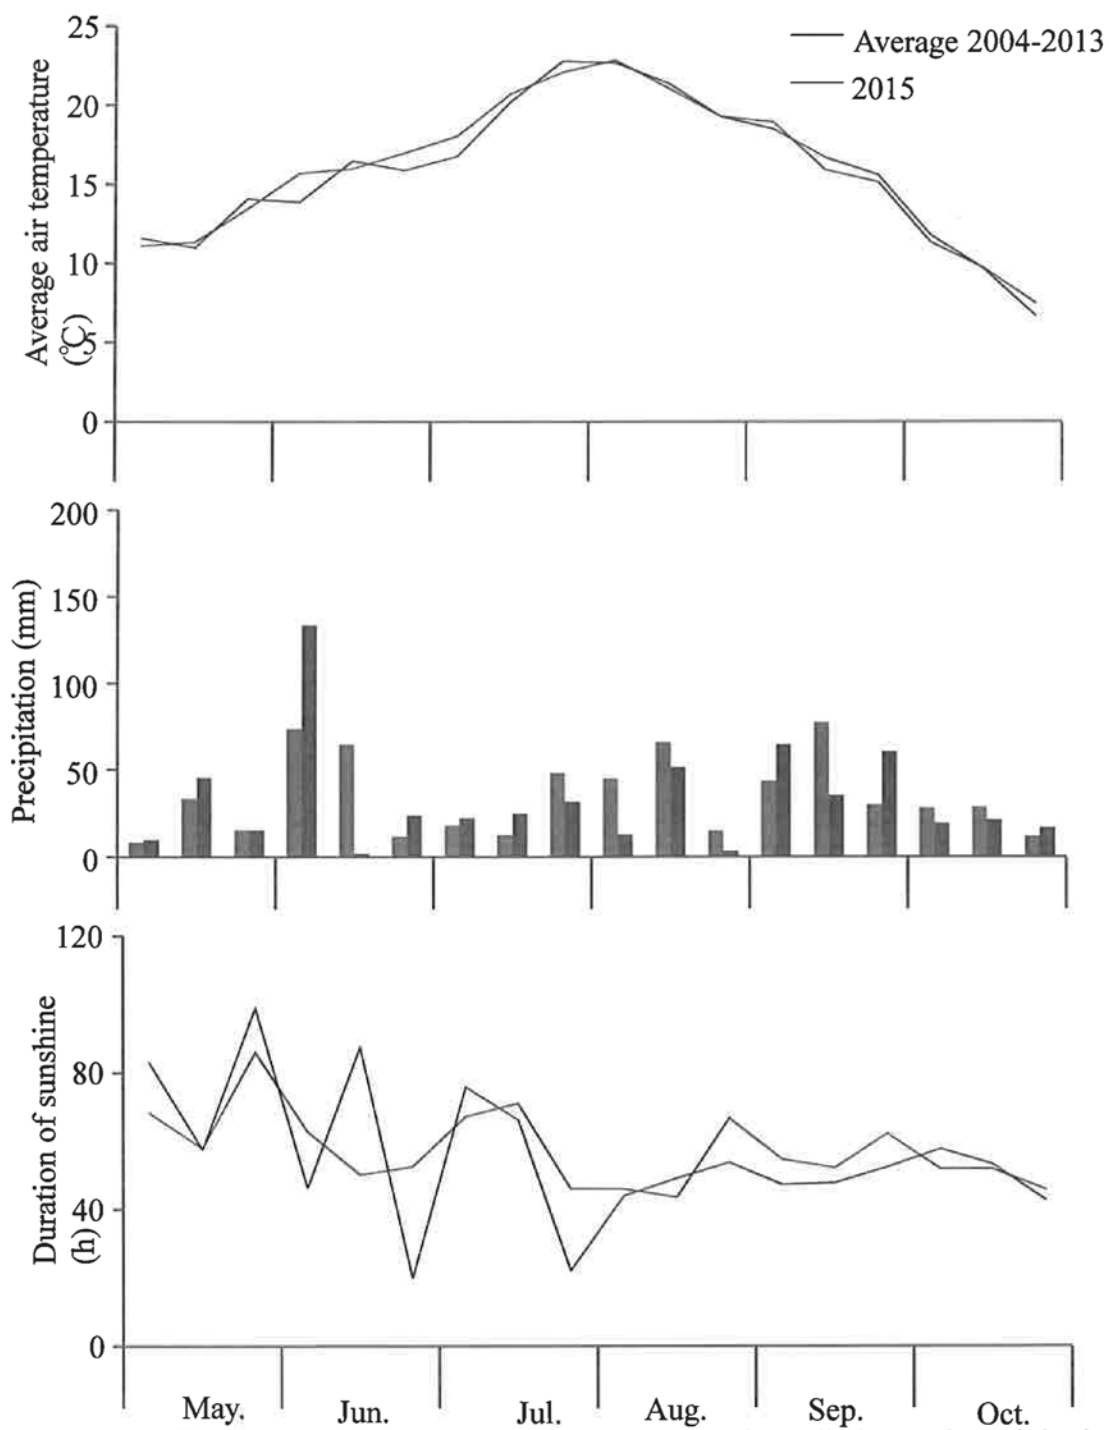 Average 2004-2013
2015
Average air temperature
(℃)
25
20
15
10
5
0
Precipitation (mm)
200
150
100
50
0
Duration of sunshine
(h)
120
80
40
0
May.
Jun.
Jul.
Aug.
Sep.
Oct.